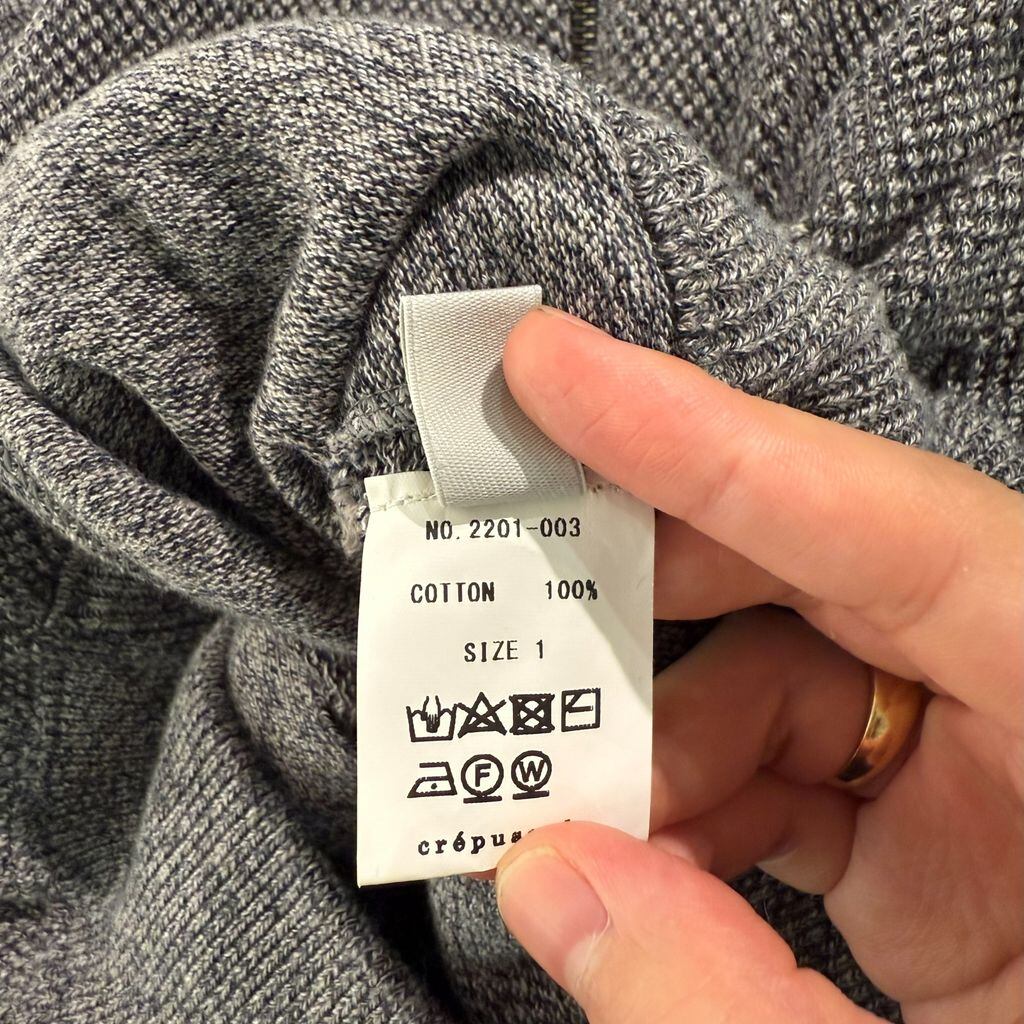 NO. 2201-003
COTTON 100%
SIZE 1
F W